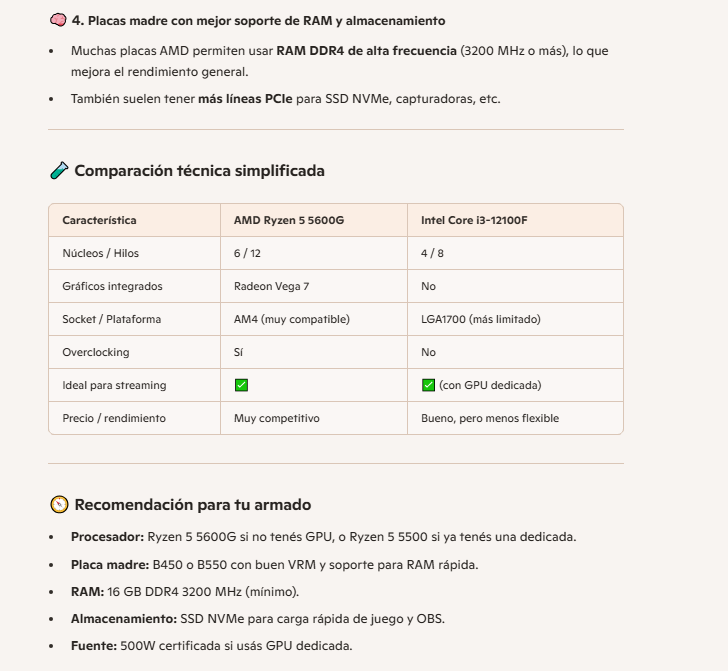 🧠 4. Placas madre con mejor soporte de RAM y almacenamiento
• Muchas placas AMD permiten usar RAM DDR4 de alta frecuencia (3200 MHz o más), lo que
mejora el rendimiento general.
• También suelen tener más líneas PCIe para SSD NVMe, capturadoras, etc.
🧪 Comparación técnica simplificada
Característica AMD Ryzen 5 5600G Intel Core i3-12100F
Núcleos / Hilos 6 / 12 4 / 8
Gráficos integrados Radeon Vega 7 No
Socket / Plataforma AM4 (muy compatible) LGA1700 (más limitado)
Overclocking Sí No
Ideal para streaming ✅ ✅ (con GPU dedicada)
Precio / rendimiento Muy competitivo Bueno, pero menos flexible
🧭 Recomendación para tu armado
• Procesador: Ryzen 5 5600G si no tenés GPU, o Ryzen 5 5500 si ya tenés una dedicada.
• Placa madre: B450 o B550 con buen VRM y soporte para RAM rápida.
• RAM: 16 GB DDR4 3200 MHz (mínimo).
• Almacenamiento: SSD NVMe para carga rápida de juego y OBS.
• Fuente: 500W certificada si usás GPU dedicada.